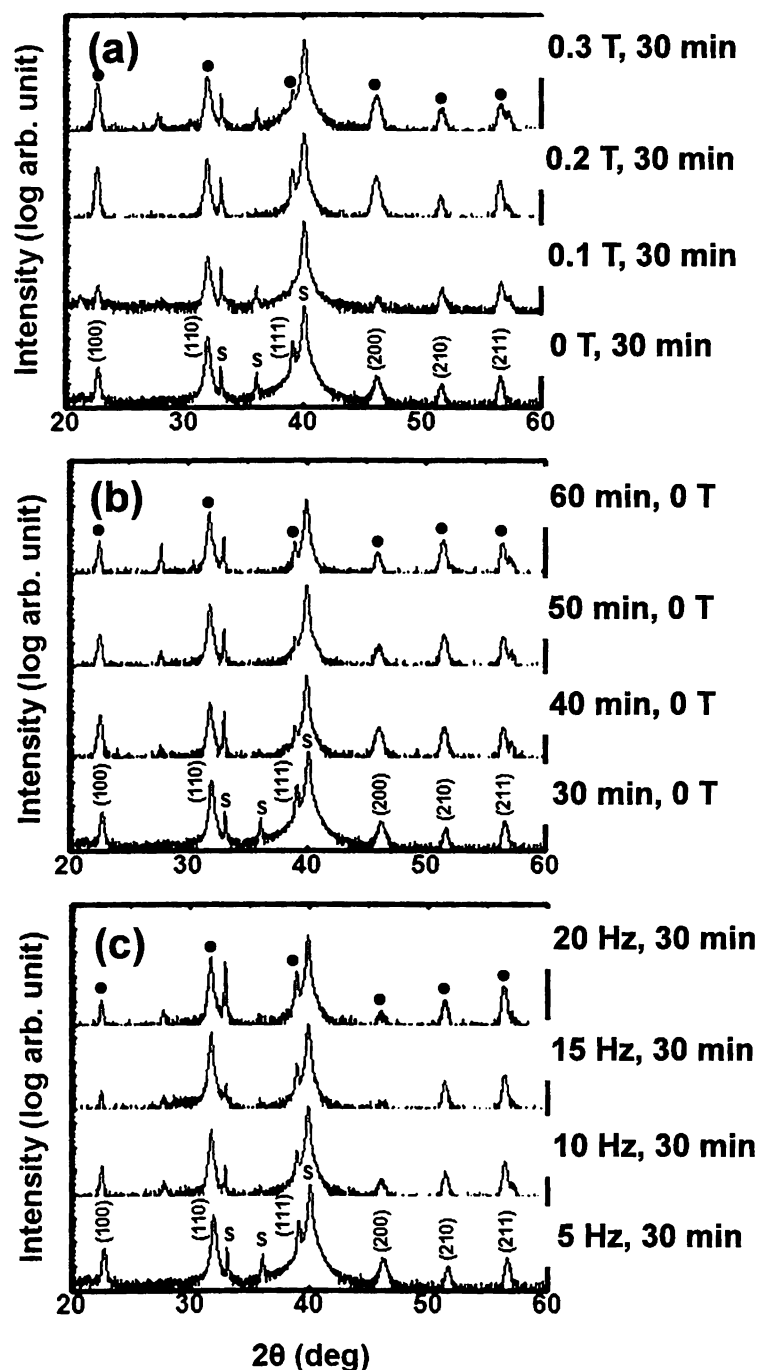 (a)
0.3 T, 30 min
0.2 T, 30 min
0.1 T, 30 min
0 T, 30 min
Intensity (log arb. unit)
(100)
(110)
S
S
(111)
S
(200)
(210)
(211)
20
30
40
50
60
(b)
60 min, 0 T
50 min, 0 T
40 min, 0 T
30 min, 0 T
Intensity (log arb. unit)
(100)
(110)
S
S
(111)
S
(200)
(210)
(211)
20
30
40
50
60
(c)
20 Hz, 30 min
15 Hz, 30 min
10 Hz, 30 min
5 Hz, 30 min
Intensity (log arb. unit)
(100)
(110)
S
S
(111)
S
(200)
(210)
(211)
20
30
40
50
60
2θ (deg)